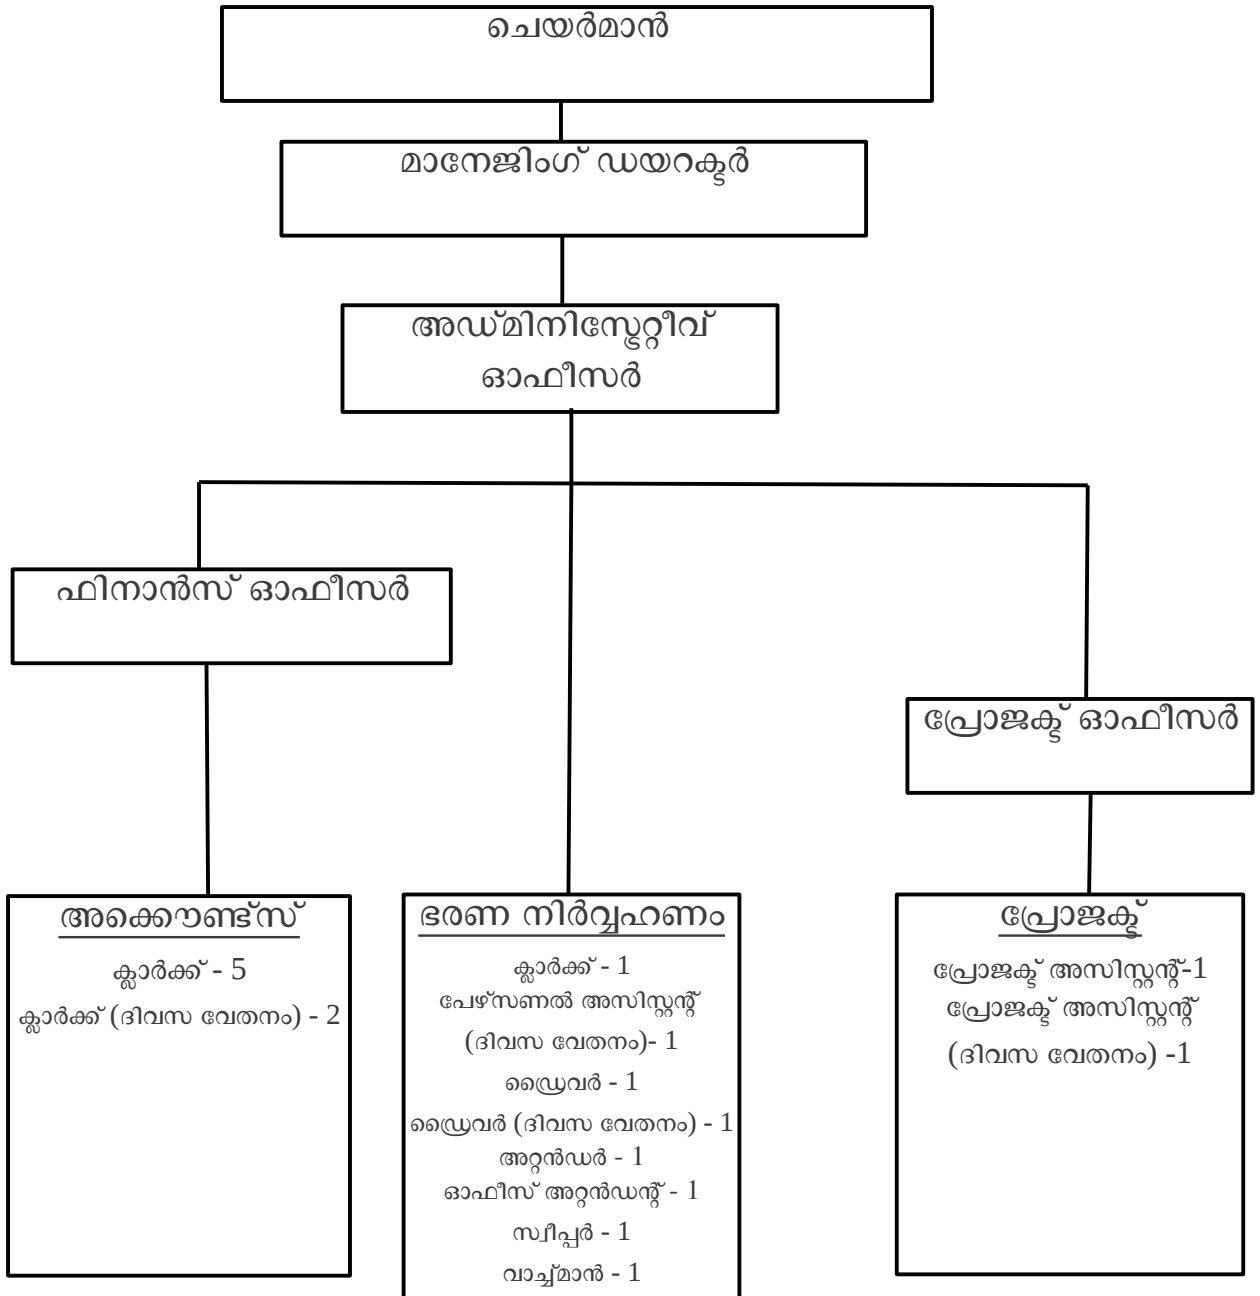 ചെയർമാൻ
മാനേജിംഗ് ഡയറക്ടർ
അഡ്മിനിസ്ട്രേറ്റീവ്
ഓഫീസർ
ഫിനാൻസ് ഓഫീസർ
പ്രോജക്ട് ഓഫീസർ
അക്കൌണ്ട്സ്
ക്ലാർക്ക് - 5
ക്ലാർക്ക് (ദിവസ വേതനം) - 2
ഭരണ നിർവ്വഹണം
ക്ലാർക്ക് - 1
പേഴ്സണൽ അസിസ്റ്റന്റ്
(ദിവസ വേതനം)- 1
ഡ്രൈവർ - 1
ഡ്രൈവർ (ദിവസ വേതനം) - 1
അറ്റൻഡർ - 1
ഓഫീസ് അറ്റൻഡന്റ് - 1
സ്വീപ്പർ - 1
വാച്ച്മാൻ - 1
പ്രോജക്ട്
പ്രോജക്ട് അസിസ്റ്റന്റ്-1
പ്രോജക്ട് അസിസ്റ്റന്റ്
(ദിവസ വേതനം) -1